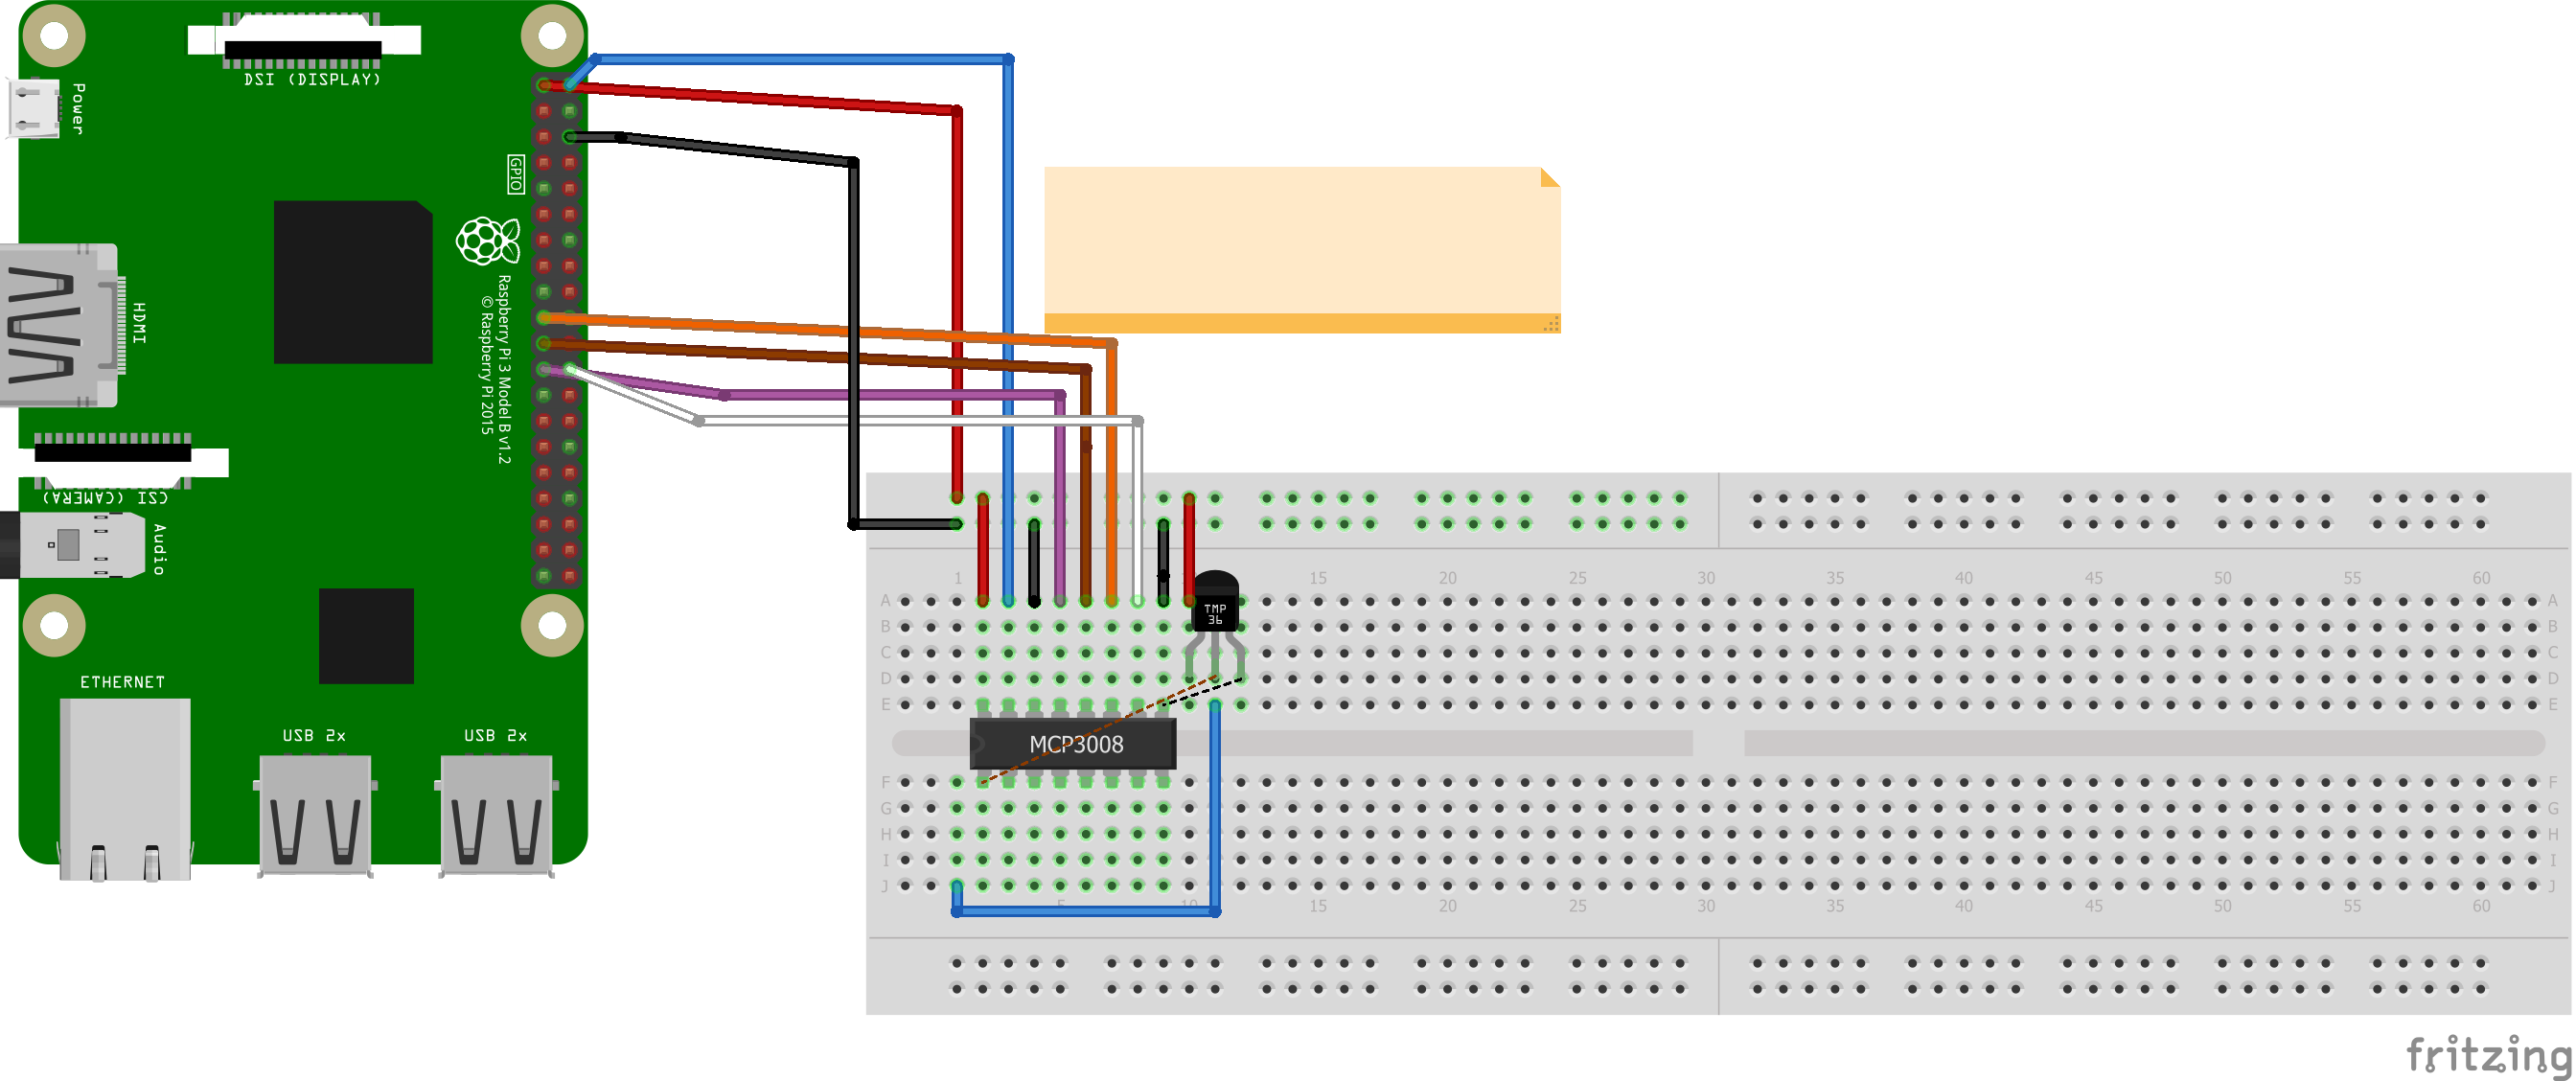 DSI (DISPLAY)
Power
GPIO
Raspberry Pi 3 Model B v1.2
© Raspberry Pi 2015
HDMI
CSI (CAMERA)
Audio
ETHERNET
USB 2x
USB 2x
1
15
20
25
30
35
40
45
50
55
60
A
A
TMP
36
B
B
C
C
D
D
E
E
MCP3008
F
F
G
G
H
H
I
I
J
J
5
10
15
20
25
30
35
40
45
50
55
60
fritzing